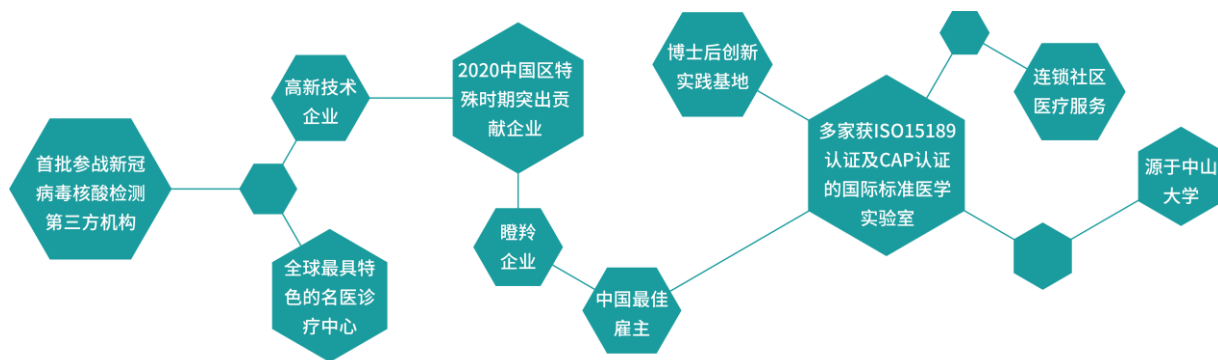 首批参战新冠
病毒核酸检测
第三方机构
高新技术
企业
全球最具特
色的名医诊
疗中心
2020中国区特
殊时期突出贡
献企业
瞪羚
企业
中国最佳
雇主
博士后创新
实践基地
多家获ISO15189
认证及CAP认证
的国际标准医学
实验室
连锁社区
医疗服务
源于中山
大学